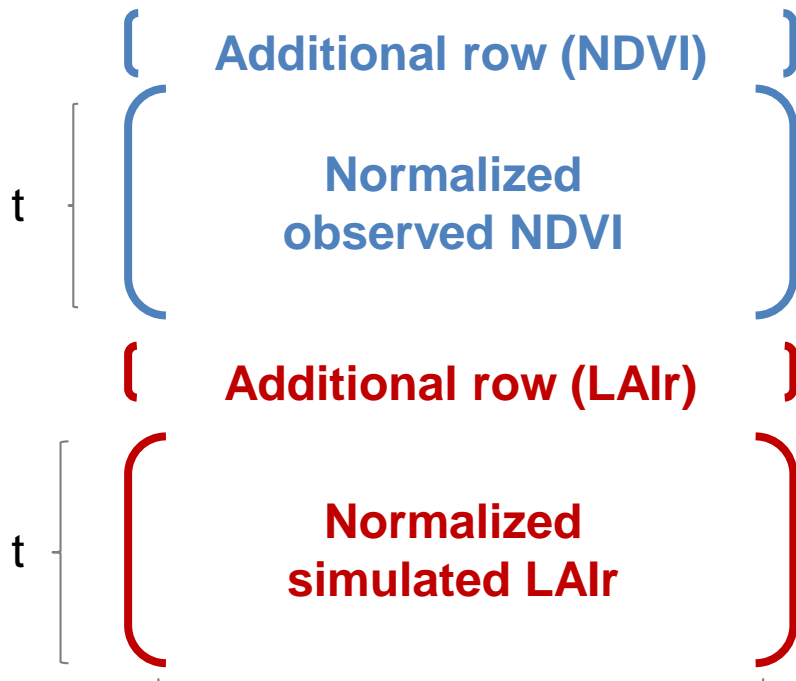 Additional row (NDVI)
t
Normalized
observed NDVI
Additional row (LAIr)
t
Normalized
simulated LAIr